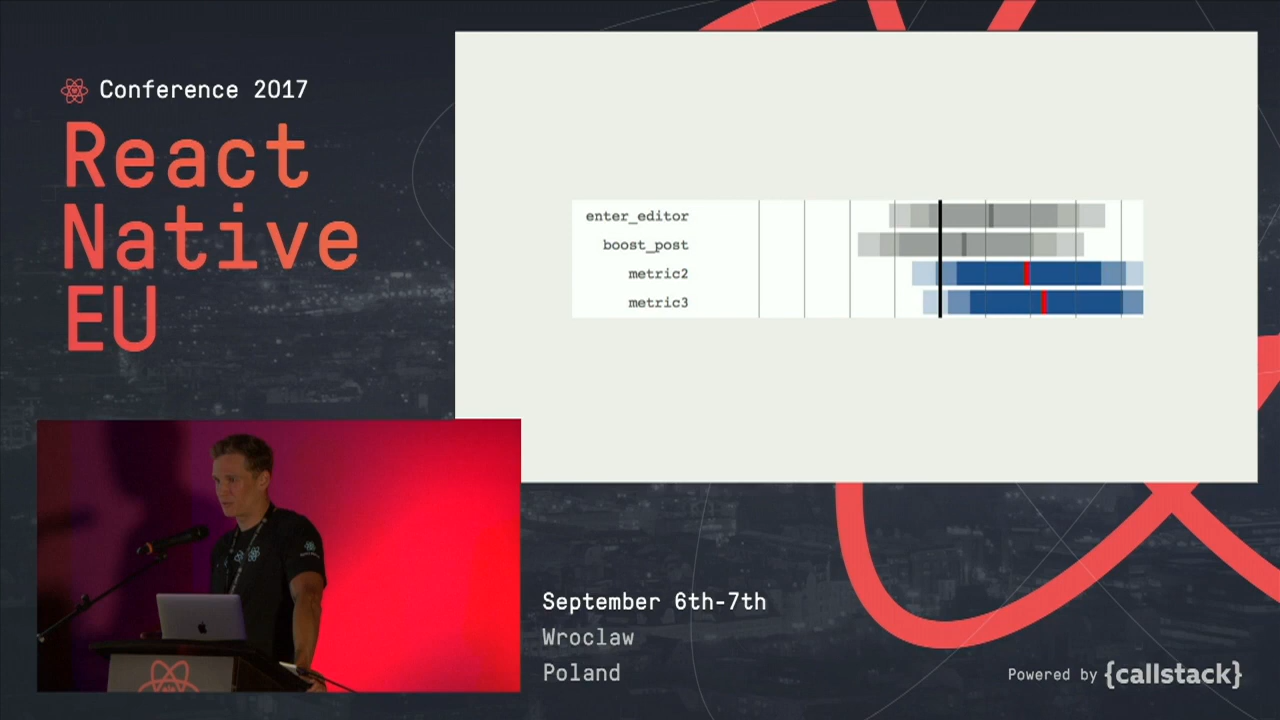 Conference 2017
React
Native
EU
enter_editor
boost_post
metric2
metric3
September 6th-7th
Wroclaw
Poland
Powered by {callstack}